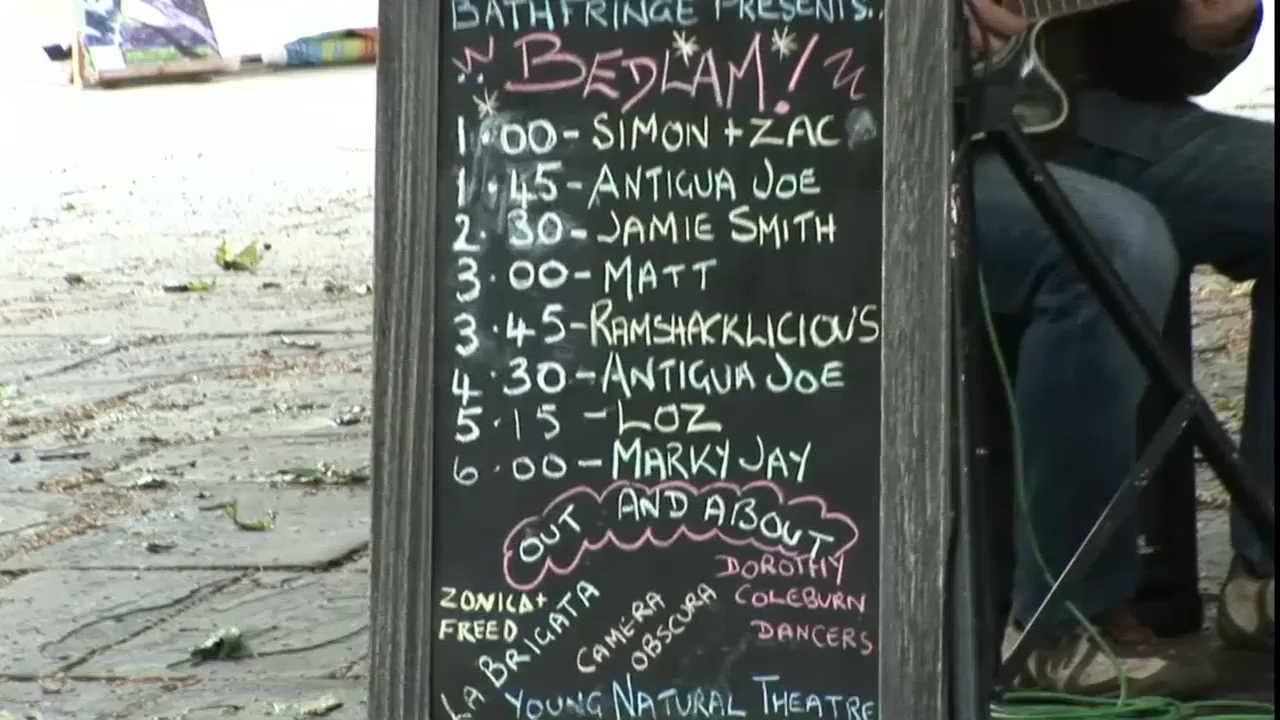 BATH FRINGE PRESENTS..
BEDLAM!
1.00-SIMON + ZAC
1.45-ANTIGUA JOE
2.30-JAMIE SMITH
3.00-MATT
3.45-RAMSHACKLICIOUS
4.30-ANTIGUA JOE
5.15-LOZ
6.00-MARKY JAY
OUT AND ABOUT
ZONICA+
FREED
LA BRIGATA
CAMERA
OBSCURA
DOROTHY
COLEBURN
DANCERS
YOUNG NATURAL THEATRE